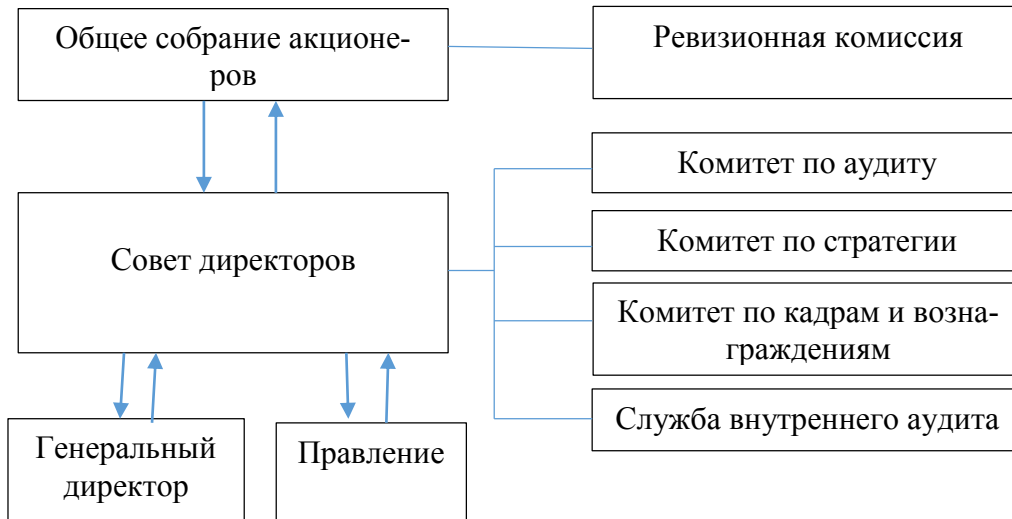 Общее собрание акционе-
ров
Ревизионная комиссия
Совет директоров
Комитет по аудиту
Комитет по стратегии
Комитет по кадрам и возна-
граждениям
Служба внутреннего аудита
Генеральный
директор
Правление